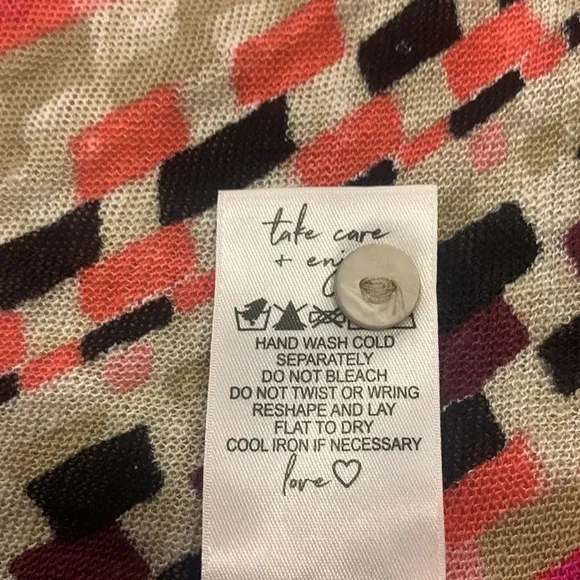 take care
+
HAND WASH COLD
SEPARATELY
DO NOT BLEACH
DO NOT TWIST OR WRING
RESHAPE AND LAY
FLAT TO DRY
COOL IRON IF NECESSARY
love♡